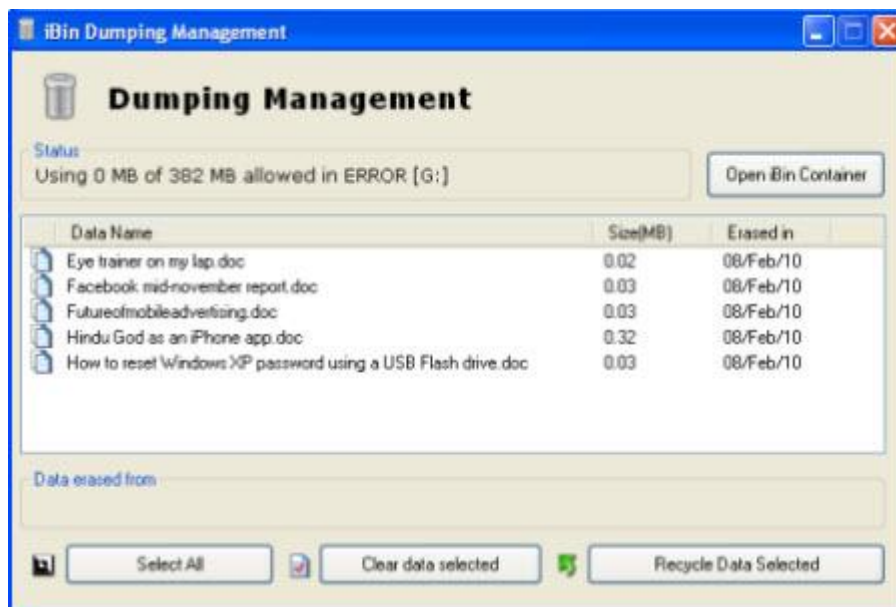 iBin Dumping Management
Dumping Management
Status
Using 0 MB of 382 MB allowed in ERROR [G:]
Open iBin Container
Data Name Size(MB) Erased in
Eye trainer on my lap.doc 0.02 08/Feb/10
Facebook mid-november report.doc 0.03 08/Feb/10
Futureofmobileadvertising.doc 0.03 08/Feb/10
Hindu God as an iPhone app.doc 0.32 08/Feb/10
How to reset Windows XP password using a USB Flash drive.doc 0.03 08/Feb/10
Data erased from
Select All Clear data selected Recycle Data Selected